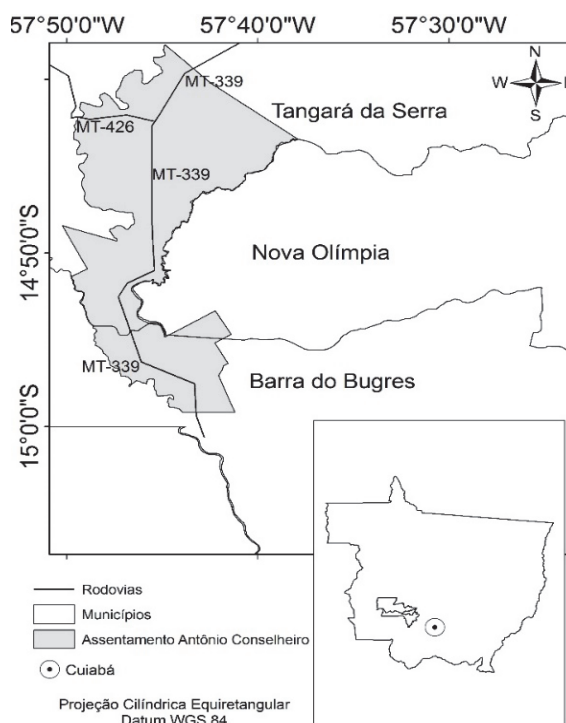 57°50'0"W 57°40'0"W 57°30'0"W
N
W E
S
MT-339
Tangará da Serra
MT-426
MT-339
14°50'0"S
Nova Olímpia
MT-339
Barra do Bugres
15°0'0"S
Rodovias
Municípios
Assentamento Antônio Conselheiro
Cuiabá
Projeção Cilíndrica Equiretangular
Datum WGS 84